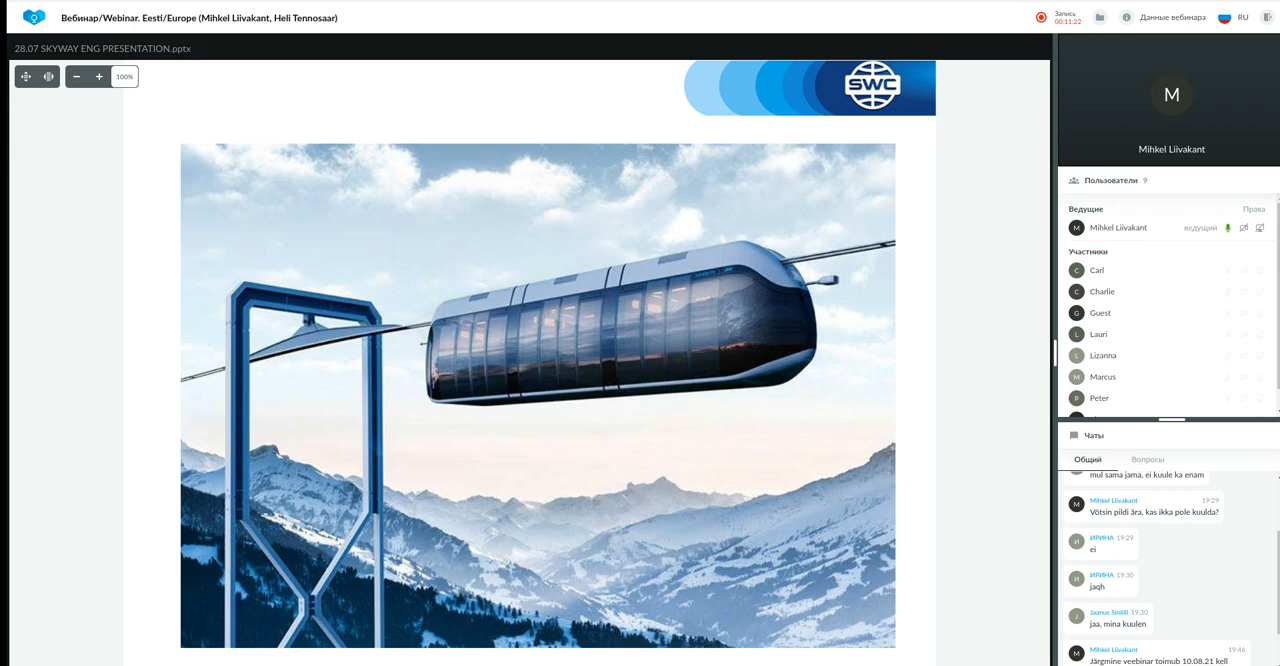 Вебинар/Webinar. Eesti/Europe (Mihkel Liivakant, Heli Tennosaar)
Запись
00:11:22
Данные вебинара
RU
28.07 SKYWAY ENG PRESENTATION.pptx
100%
SWC
M
Mihkel Liivakant
Пользователи 9
Ведущие Права
M Mihkel Liivakant ведущий
Участники
C Carl
C Charlie
G Guest
L Lauri
L Lizanna
M Marcus
P Peter
Чаты
Общий Вопросы
mul sama jama, ei kuule ka enam
Mihkel Liivakant 19:29
M Võtsin pildi ära, kas ikka pole kuulda?
ИРИНА 19:29
И ei
ИРИНА 19:30
И jaqh
Jaanus Sinilill 19:30
J jaa, mina kuulen
Mihkel Liivakant 19:46
M Järgmine veebinar toimub 10.08.21 kell